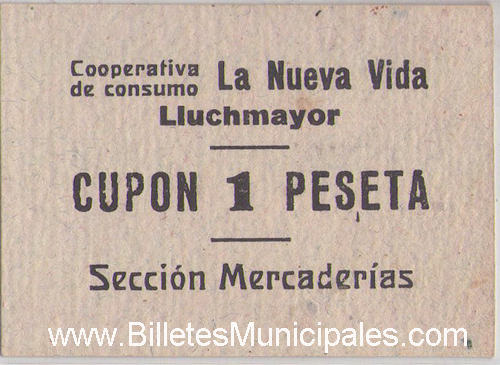 Cooperativa de consumo La Nueva Vida
Lluchmayor
CUPON 1 PESETA
Sección Mercaderías
www.BilletesMunicipales.com